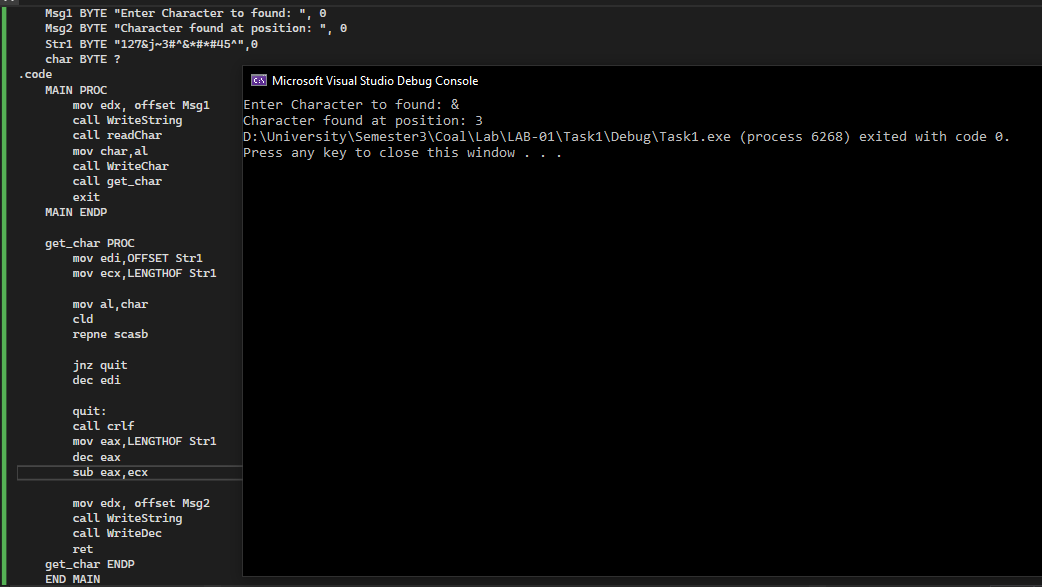 Msg1 BYTE "Enter Character to found: ", 0
Msg2 BYTE "Character found at position: ", 0
Str1 BYTE "127&j~3#^&*#*#45^",0
char BYTE ?
.code
MAIN PROC
mov edx, offset Msg1
call WriteString
call readChar
mov char,al
call WriteChar
call get_char
exit
MAIN ENDP
get_char PROC
mov edi,OFFSET Str1
mov ecx,LENGTHOF Str1
mov al,char
cld
repne scasb
jnz quit
dec edi
quit:
call crlf
mov eax,LENGTHOF Str1
dec eax
sub eax,ecx
mov edx, offset Msg2
call WriteString
call WriteDec
ret
get_char ENDP
END MAIN
Microsoft Visual Studio Debug Console
Enter Character to found: &
Character found at position: 3
D:\University\Semester3\Coal\Lab\LAB-01\Task1\Debug\Task1.exe (process 6268) exited with code 0.
Press any key to close this window . . .